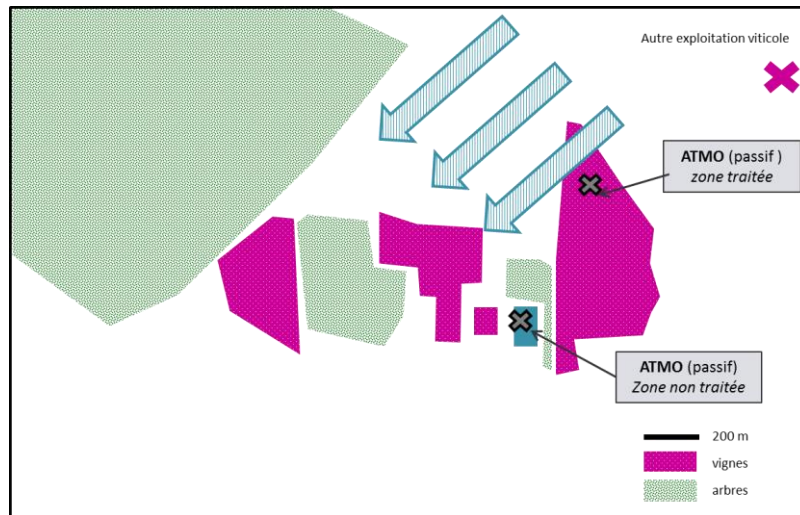 Autre exploitation viticole
ATMO (passif )
zone traitée
ATMO (passif)
Zone non traitée
200 m
vignes
arbres